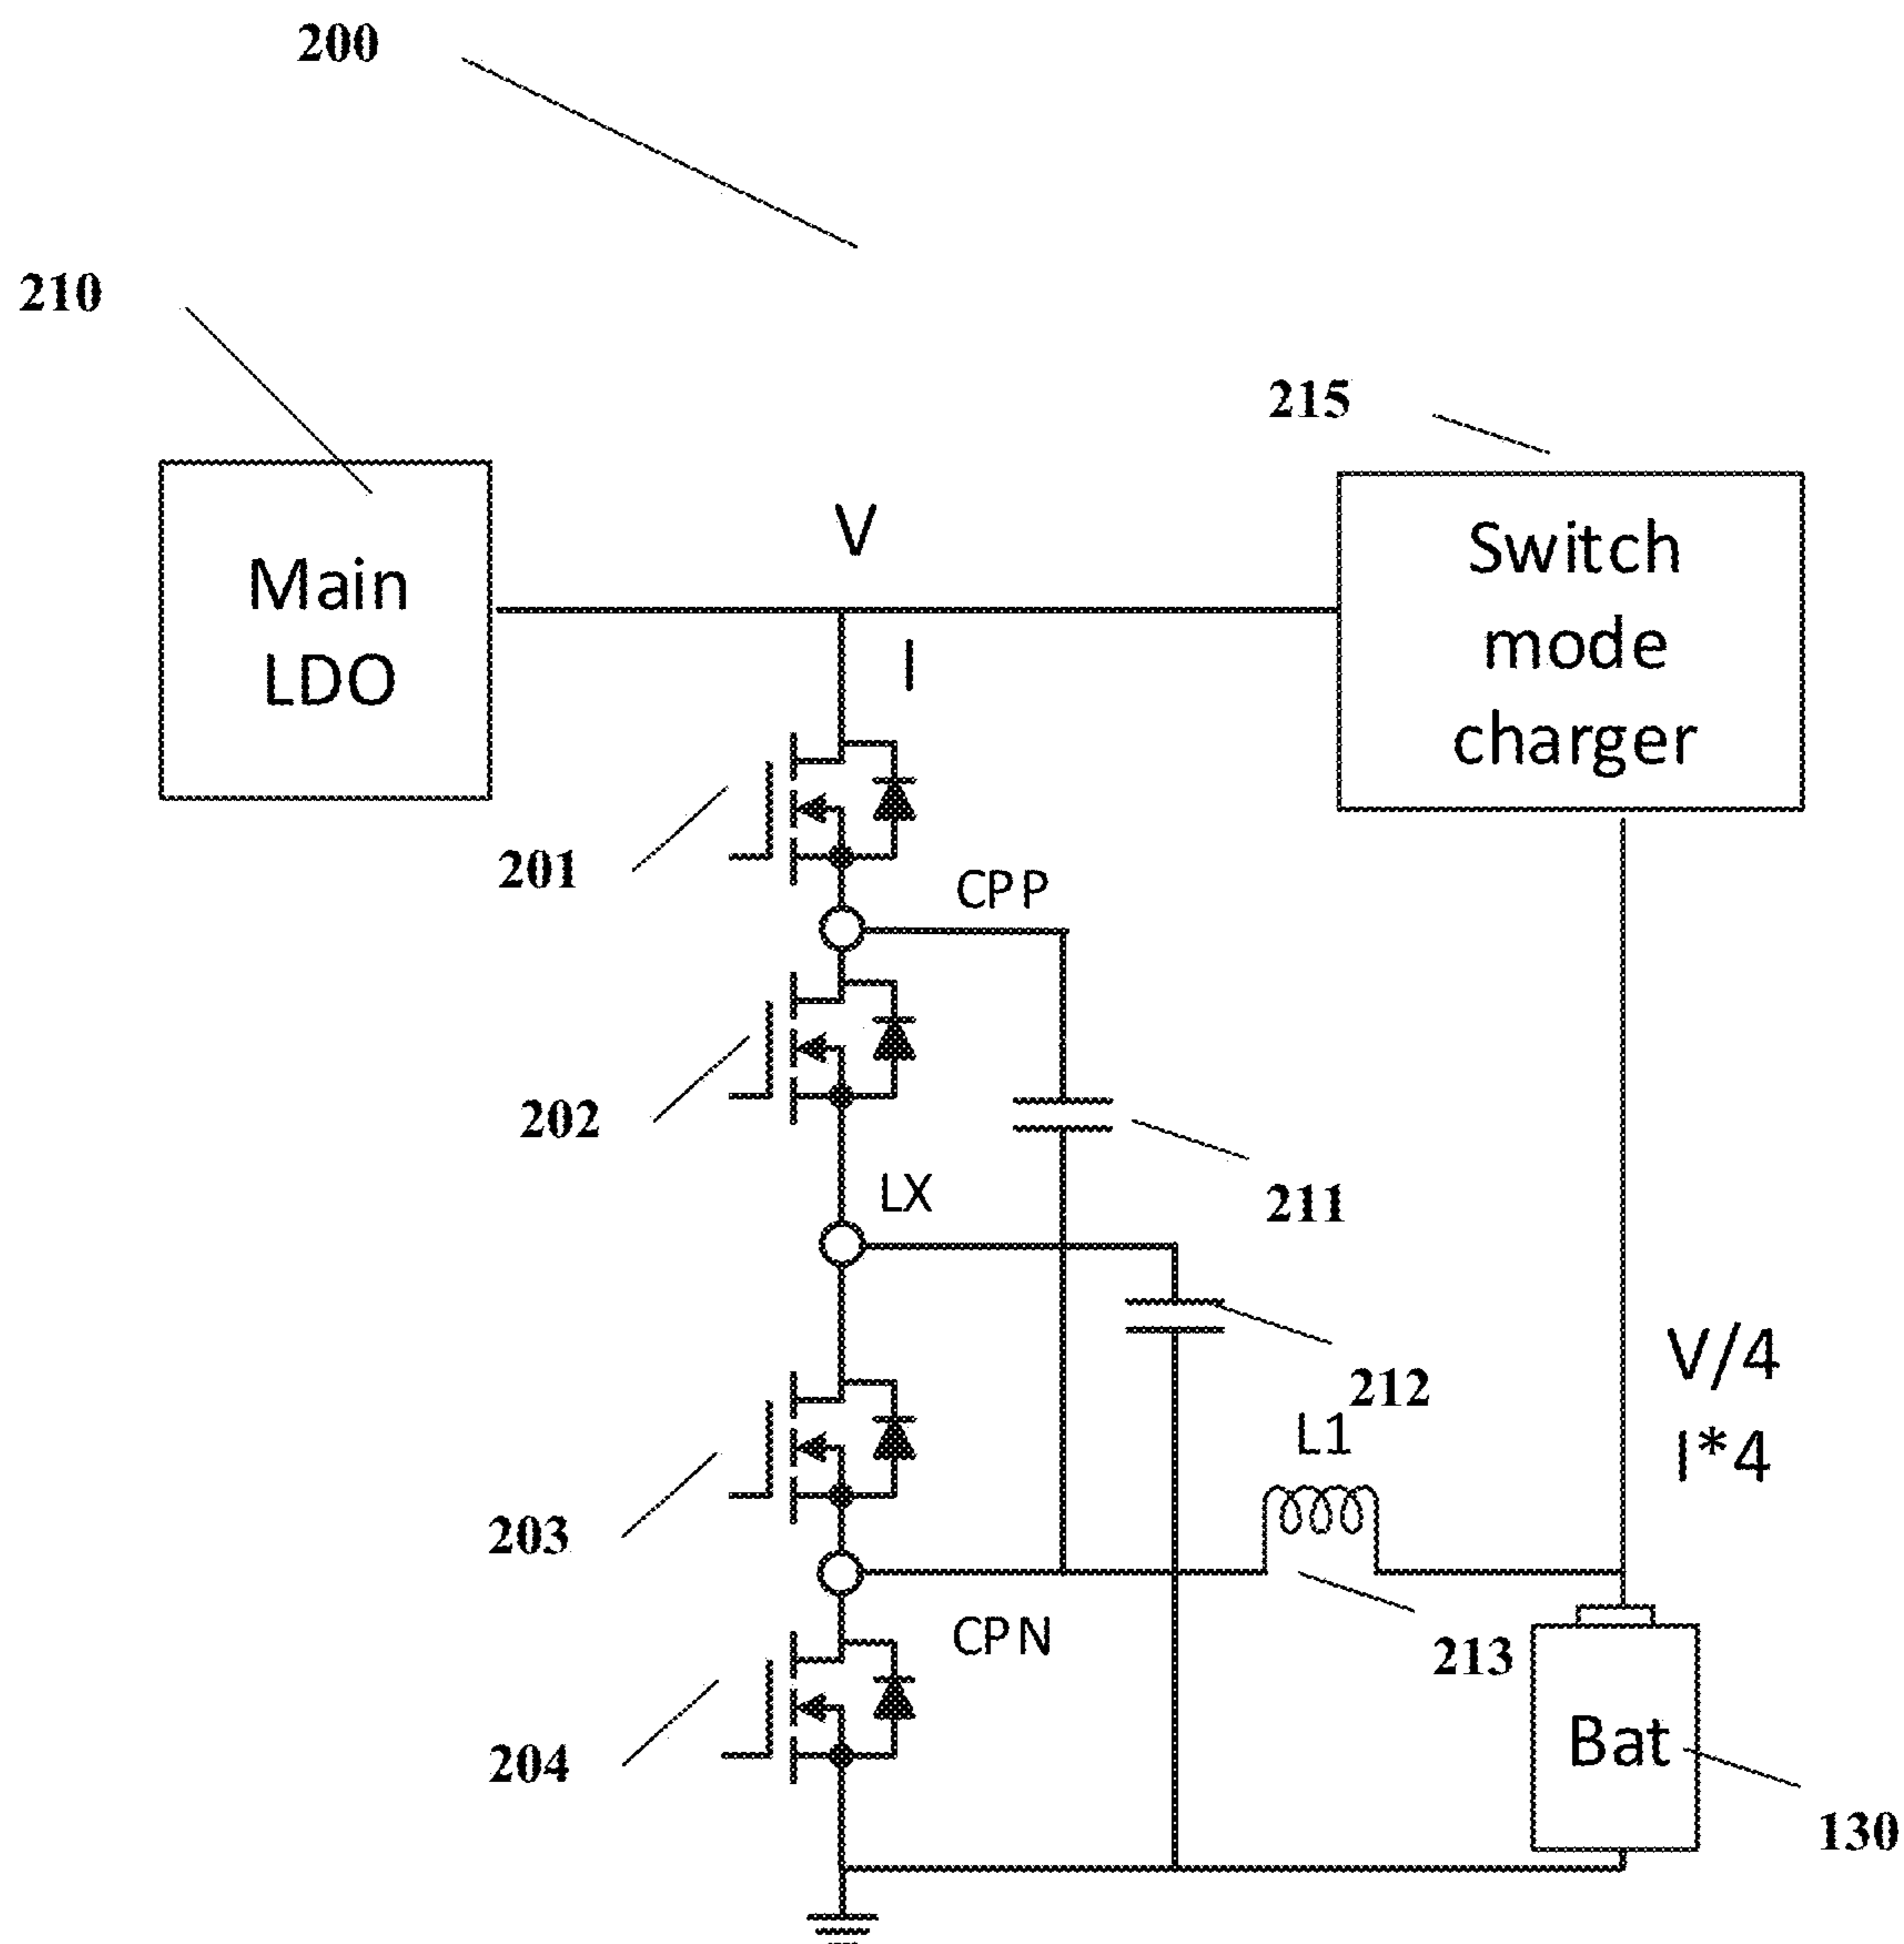 200
210
215
Main
LDO
V
I
Switch
mode
charger
201
CPP
202
211
LX
212
V/4
I*4
L1
203
CPN
213
204
Bat
130